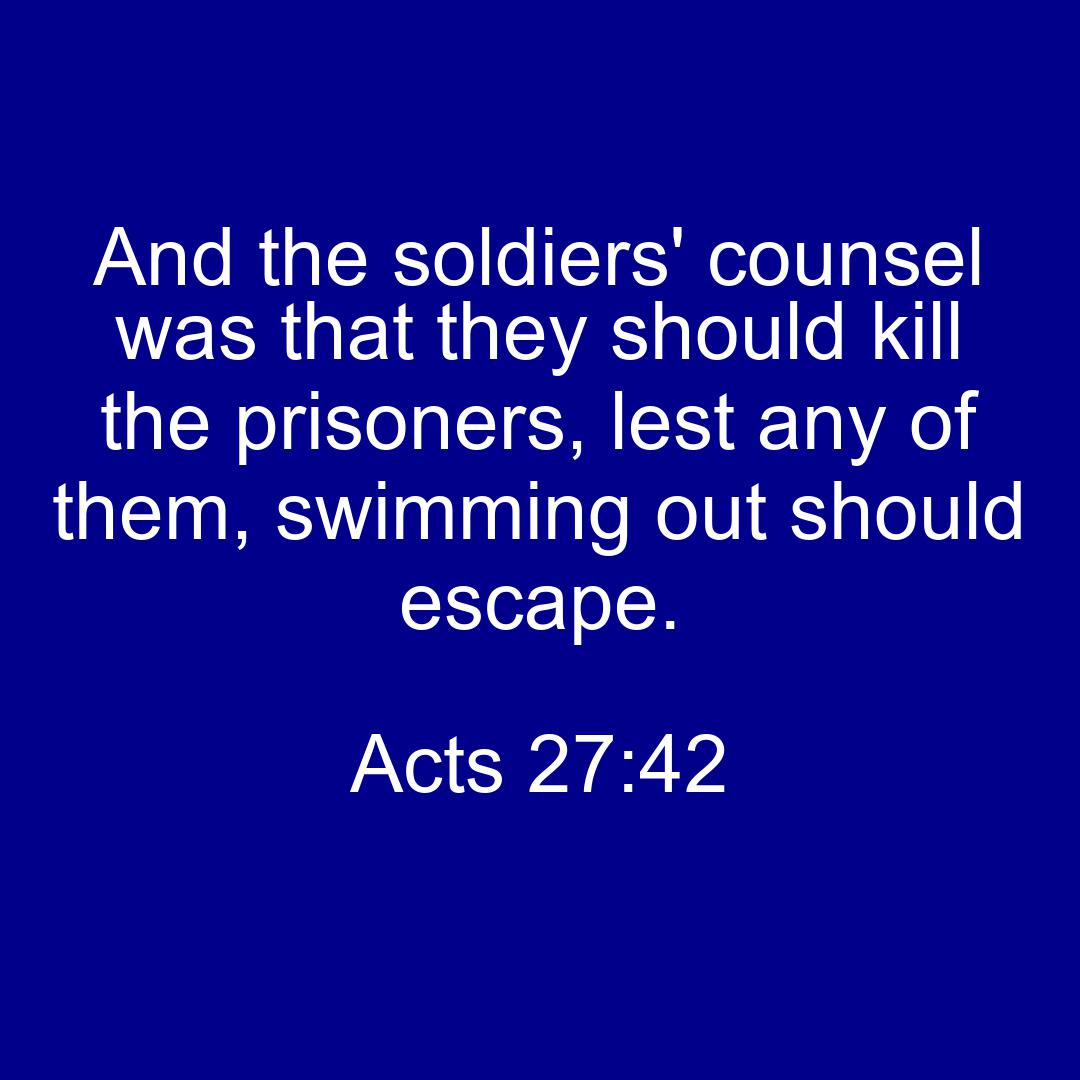 And the soldiers' counsel
was that they should kill
the prisoners, lest any of
them, swimming out should
escape.
Acts 27:42